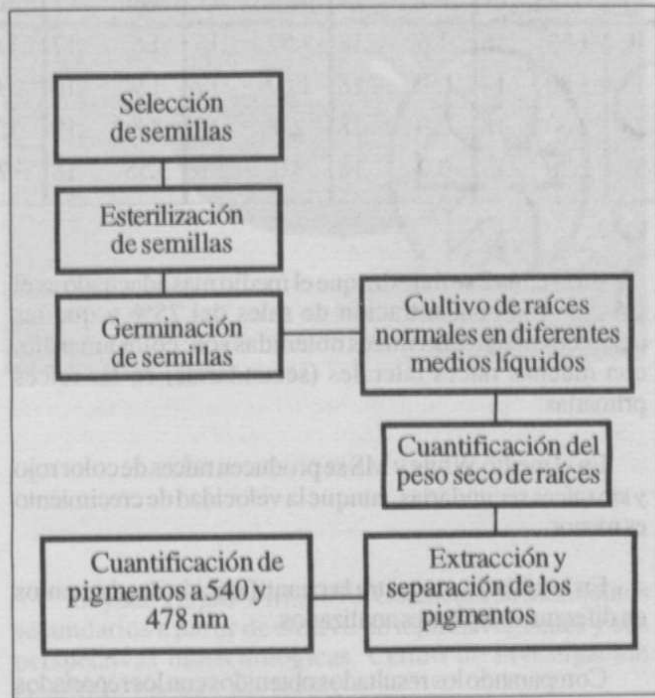 Selección
de semillas
Esterilización
de semillas
Germinación
de semillas
Cultivo de raíces
normales en diferentes
medios líquidos
Cuantificación del
peso seco de raíces
Extracción y
separación de los
pigmentos
Cuantificación de
pigmentos a 540 y
478 nm